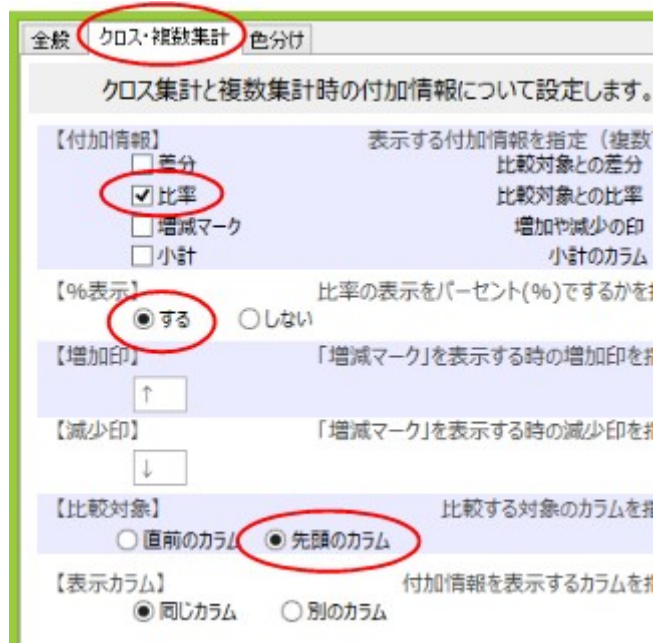 全般 クロス・複数集計 色分け
クロス集計と複数集計時の付加情報について設定します。
【付加情報】 表示する付加情報を指定（複数
差分 比較対象との差分
比率 比較対象との比率
増減マーク 増加や減少の印
小計 小計のカラム
【%表示】 比率の表示をパーセント(%)でするかを
する しない
【増加印】 「増減マーク」を表示する時の増加印を
↑
【減少印】 「増減マーク」を表示する時の減少印を
↓
【比較対象】 比較する対象のカラムを
直前のカラム 先頭のカラム
【表示カラム】 付加情報を表示するカラムを
同じカラム 別のカラム